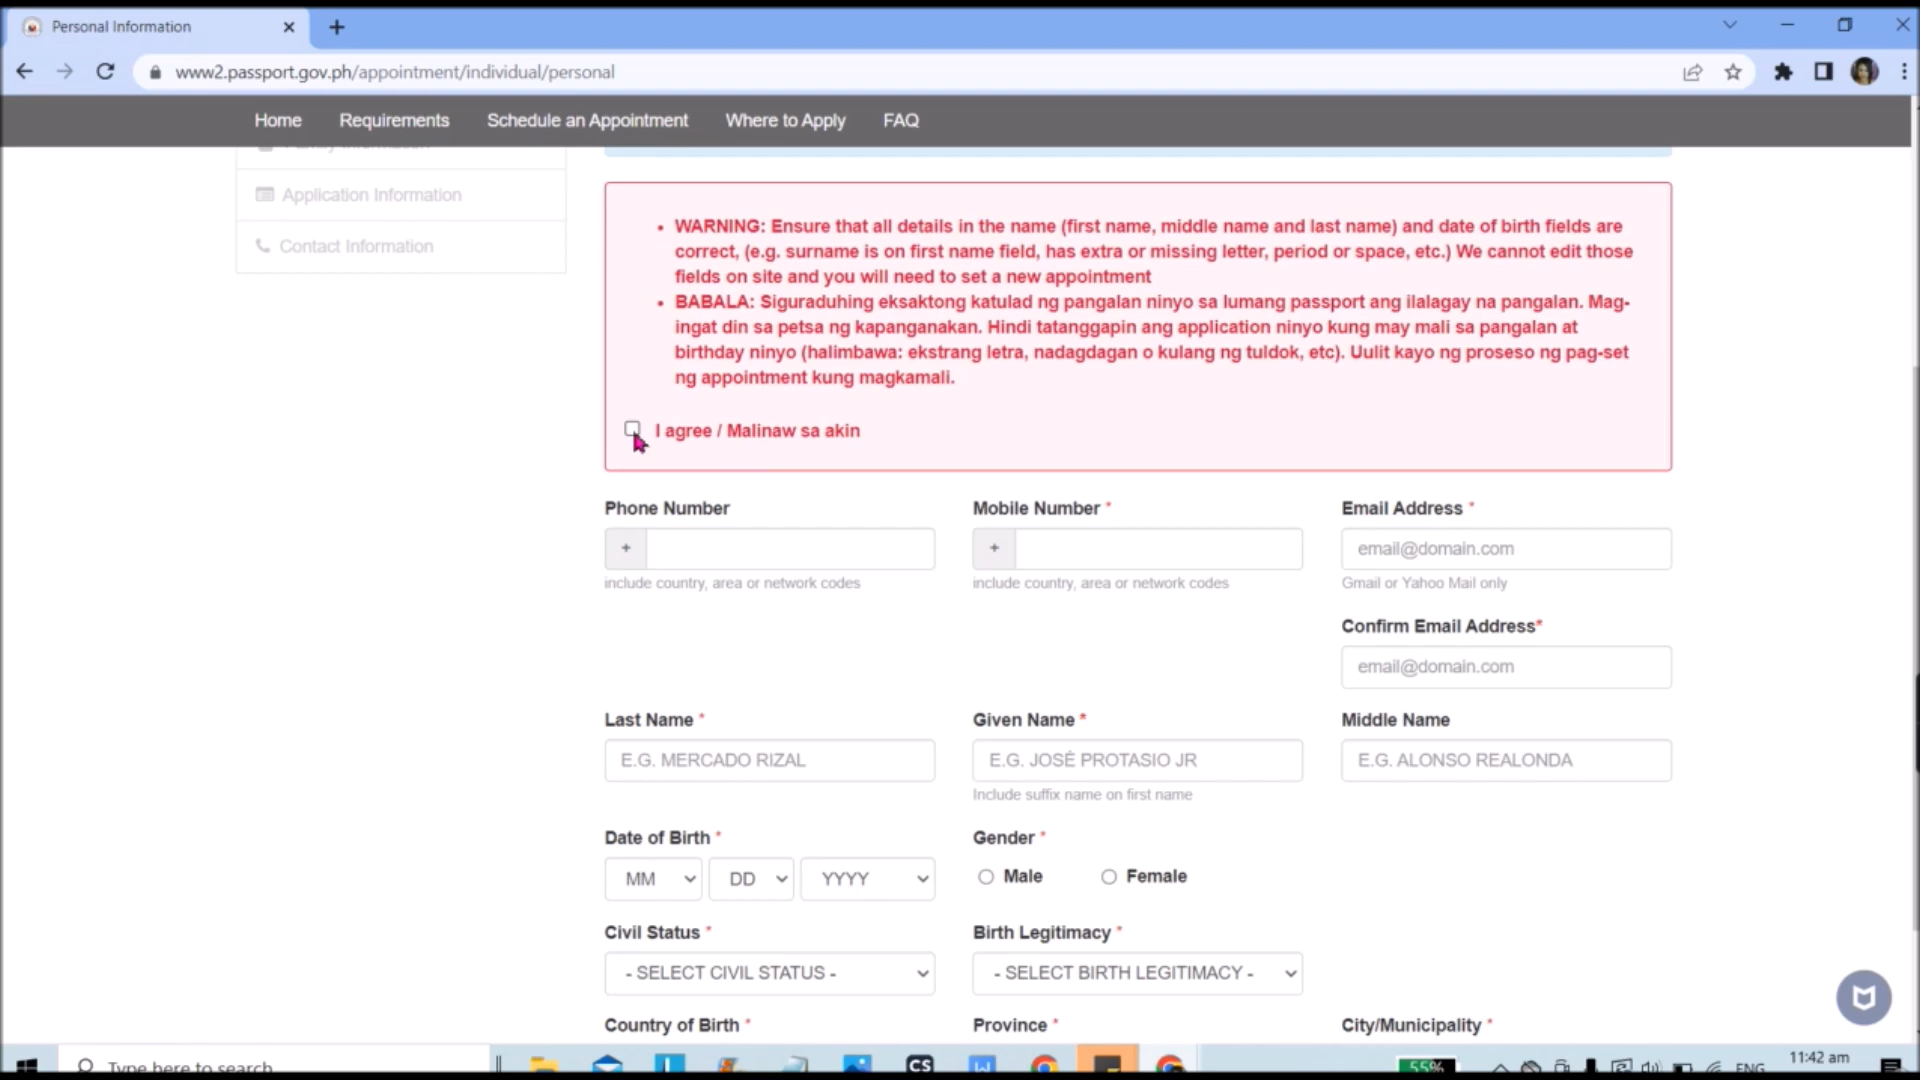 Personal Information
www2.passport.gov.ph/appointment/individual/personal
Home Requirements Schedule an Appointment Where to Apply FAQ
Application Information
Contact Information
WARNING: Ensure that all details in the name (first name, middle name and last name) and date of birth fields are
correct, (e.g. surname is on first name field, has extra or missing letter, period or space, etc.) We cannot edit those
fields on site and you will need to set a new appointment
BABALA: Siguraduhing eksaktong katulad ng pangalan ninyo sa lumang passport ang ilalagay na pangalan. Mag-
ingat din sa petsa ng kapanganakan. Hindi tatanggapin ang application ninyo kung may mali sa pangalan at
birthday ninyo (halimbawa: ekstrang letra, nadagdagan o kulang ng tuldok, etc). Uulit kayo ng proseso ng pag-set
ng appointment kung magkamali.
I agree / Malinaw sa akin
Phone Number Mobile Number * Email Address *
+ + email@domain.com
include country, area or network codes include country, area or network codes Gmail or Yahoo Mail only
Confirm Email Address*
email@domain.com
Last Name * Given Name * Middle Name
E.G. MERCADO RIZAL E.G. JOSÉ PROTASIO JR E.G. ALONSO REALONDA
Include suffix name on first name
Date of Birth * Gender *
MM DD YYYY Male Female
Civil Status * Birth Legitimacy *
- SELECT CIVIL STATUS - - SELECT BIRTH LEGITIMACY -
Country of Birth * Province * City/Municipality *
Type here to search CS 55% ENG 11:42 am